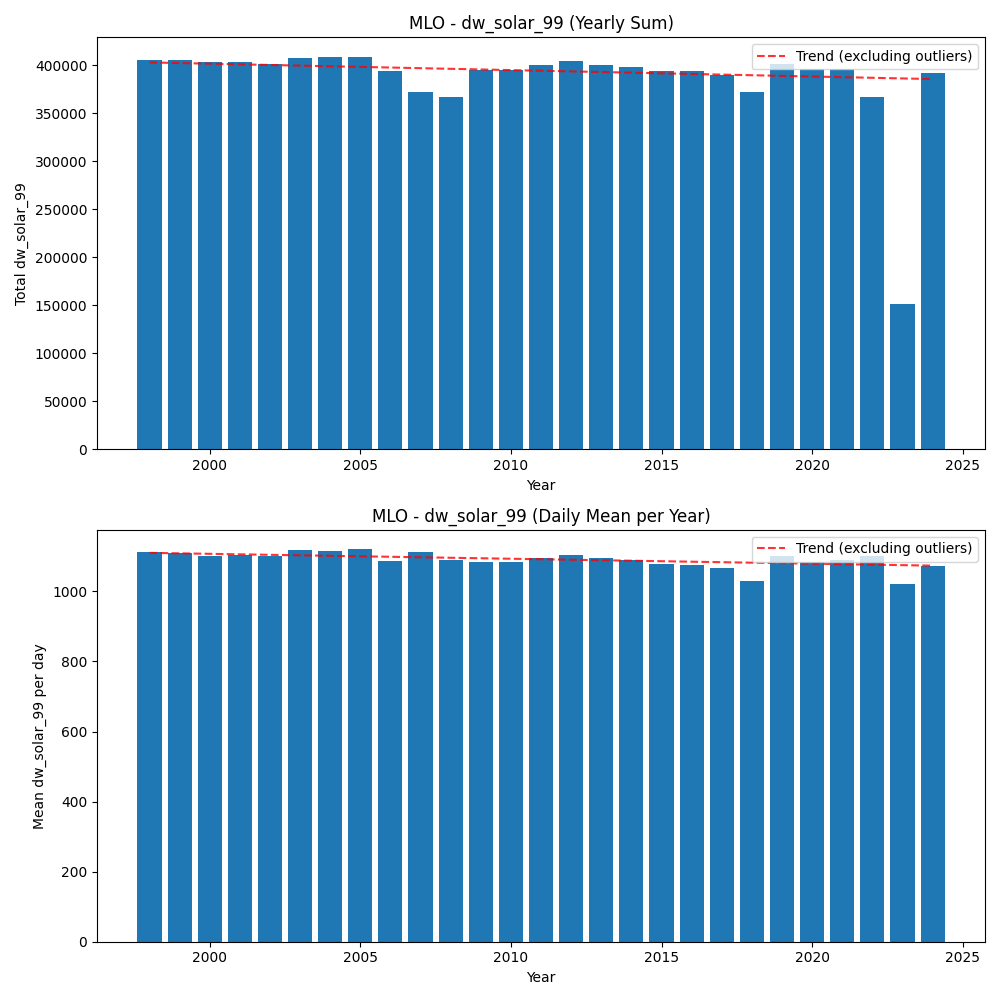 MLO - dw_solar_99 (Yearly Sum)
Trend (excluding outliers)
Total dw_solar_99
400000
350000
300000
250000
200000
150000
100000
50000
0
2000 2005 2010 2015 2020 2025
Year
MLO - dw_solar_99 (Daily Mean per Year)
Trend (excluding outliers)
Mean dw_solar_99 per day
1000
800
600
400
200
0
2000 2005 2010 2015 2020 2025
Year